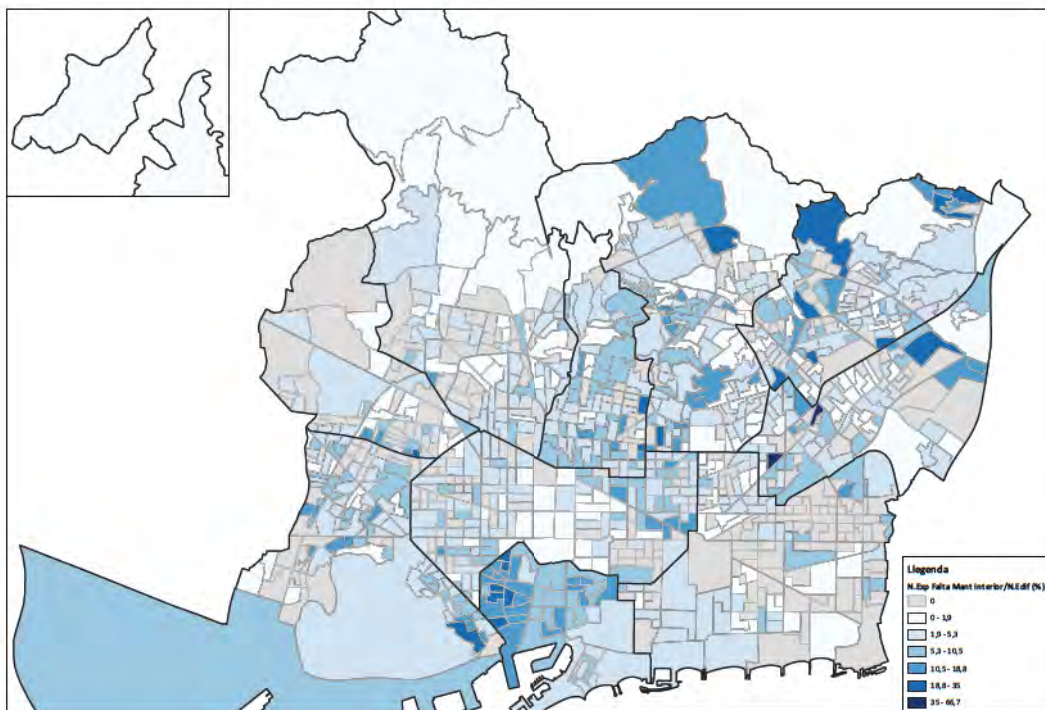 Llegenda
N.Exp Falta Mant Interior/N.Edif (%)
0
0 - 1,9
1,9 - 5,3
5,3 - 10,5
10,5 - 18,8
18,8 - 35
35 - 66,7